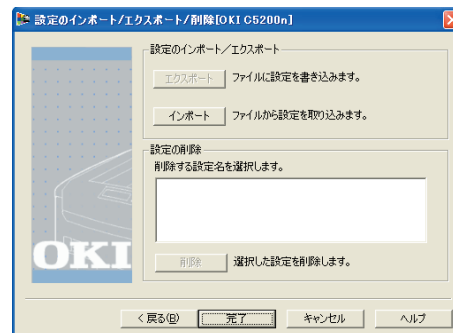 設定のインポート/エクスポート/削除[OKI C5200n]
設定のインポート／エクスポート
エクスポート ファイルに設定を書き込みます。
インポート ファイルから設定を取り込みます。
設定の削除
削除する設定名を選択します。
OKI
削除 選択した設定を削除します。
< 戻る(B) 完了 キャンセル ヘルプ